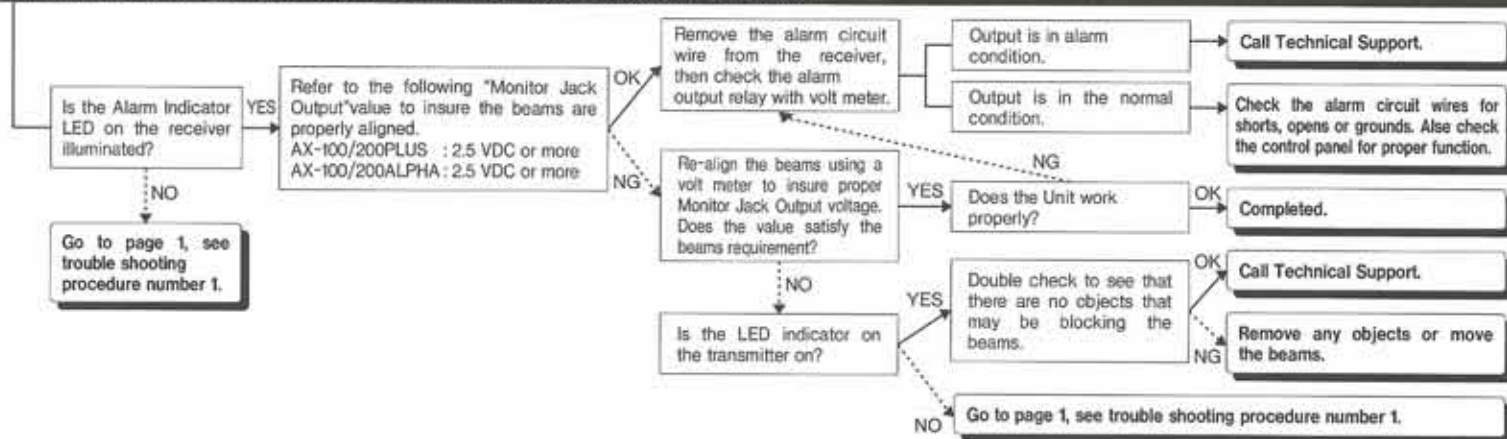 Is the Alarm Indicator
LED on the receiver
illuminated?
YES
NO
Go to page 1, see
trouble shooting
procedure number 1.
Refer to the following "Monitor Jack
Output"value to insure the beams are
properly aligned.
AX-100/200PLUS : 2.5 VDC or more
AX-100/200ALPHA : 2.5 VDC or more
OK
NG
Remove the alarm circuit
wire from the receiver,
then check the alarm
output relay with volt meter.
Output is in alarm
condition.
Call Technical Support.
Output is in the normal
condition.
Check the alarm circuit wires for
shorts, opens or grounds. Alse check
the control panel for proper function.
Re-align the beams using a
volt meter to insure proper
Monitor Jack Output voltage.
Does the value satisfy the
beams requirement?
YES
NG
Does the Unit work
properly?
OK
Completed.
NO
Is the LED indicator on
the transmitter on?
YES
Double check to see that
there are no objects that
may be blocking the
beams.
OK
Call Technical Support.
NG
Remove any objects or move
the beams.
NO
Go to page 1, see trouble shooting procedure number 1.